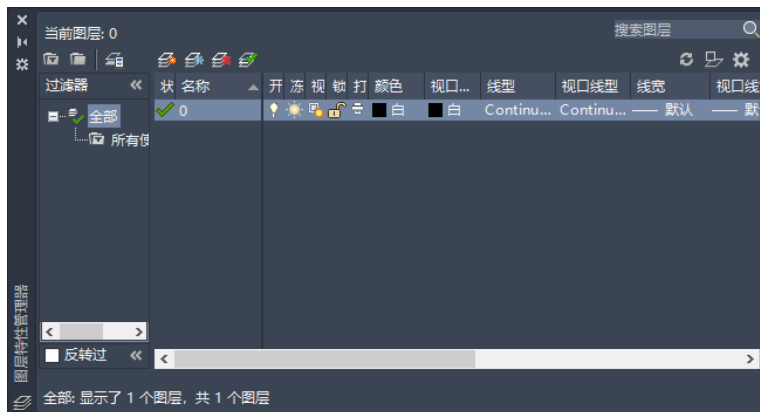 当前图层: 0
搜索图层
过滤器 « 状 名称 开 冻 视 锁 打 颜色 视口... 线型 视口线型 线宽 视口线
全部
0 白 白 Continu... Continu... 默认 默
所有使
图层特性管理器
反转过 «
全部: 显示了 1 个图层，共 1 个图层